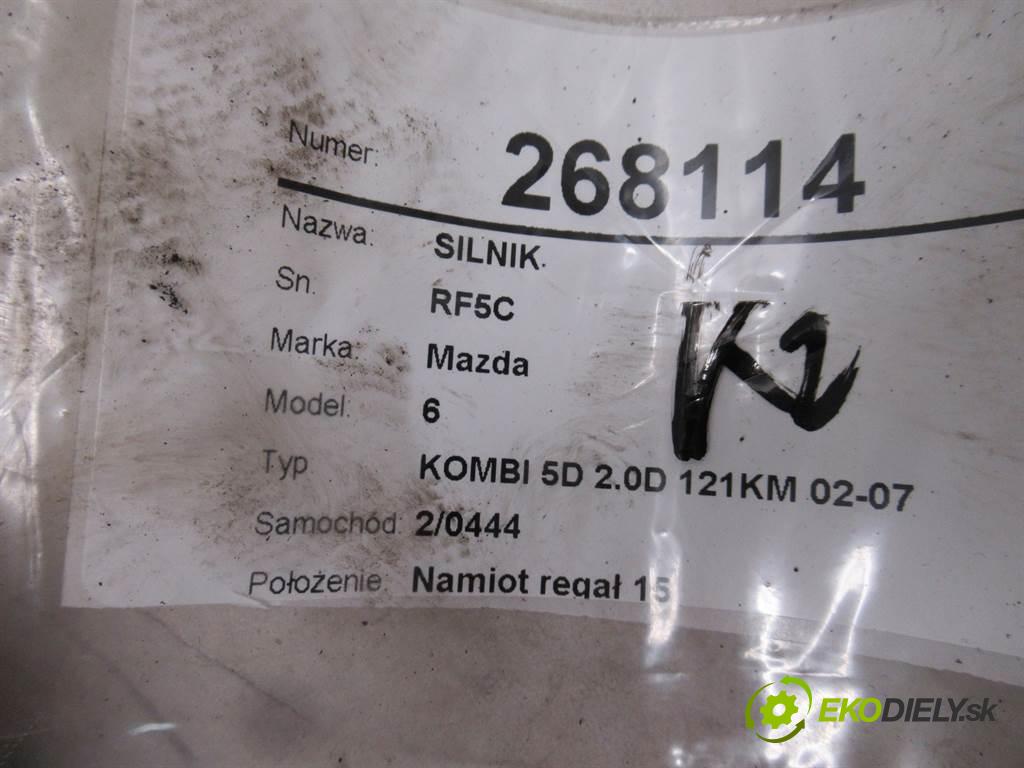 Numer: 268114
Nazwa: SILNIK
Sn. RF5C
Marka: Mazda
Model: 6
Typ KOMBI 5D 2.0D 121KM 02-07
Samochód: 2/0444
Położenie Namiot regał 15
K2
EKODIELY.sk